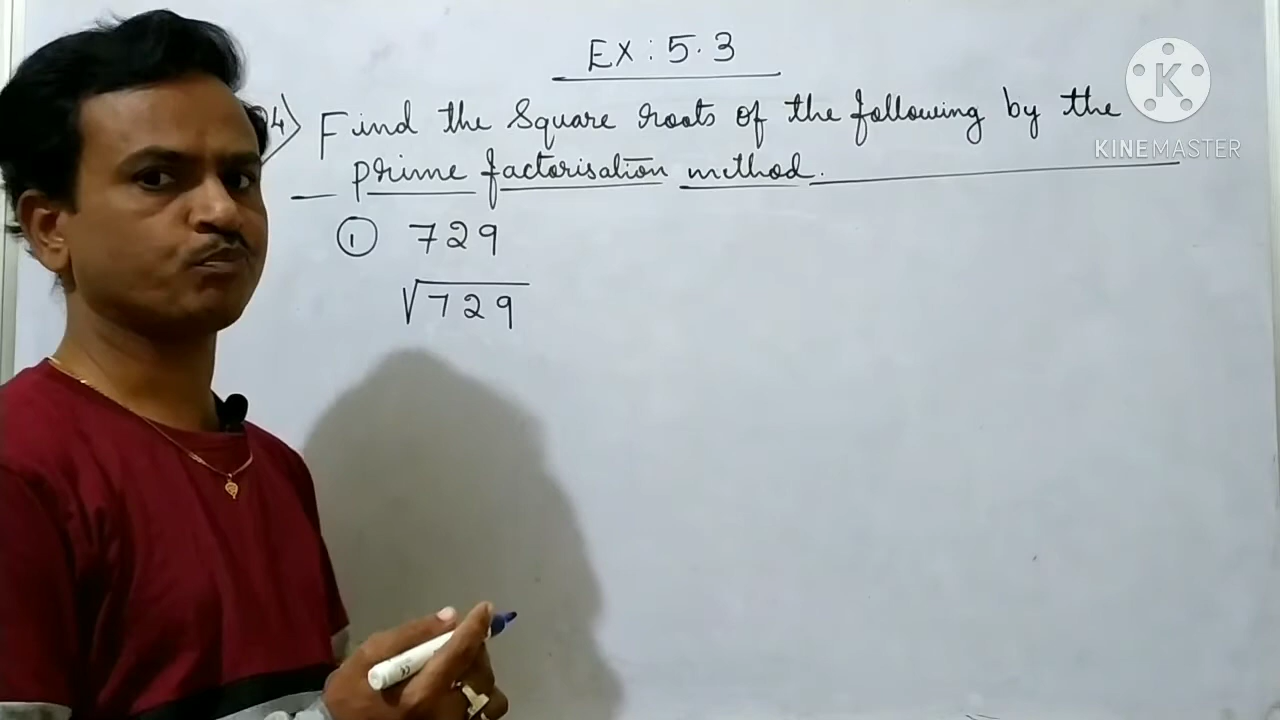 EX : 5.3
4) Find the Square roots of the following by the
prime factorisation method.
① 729
√729
K
KINEMASTER